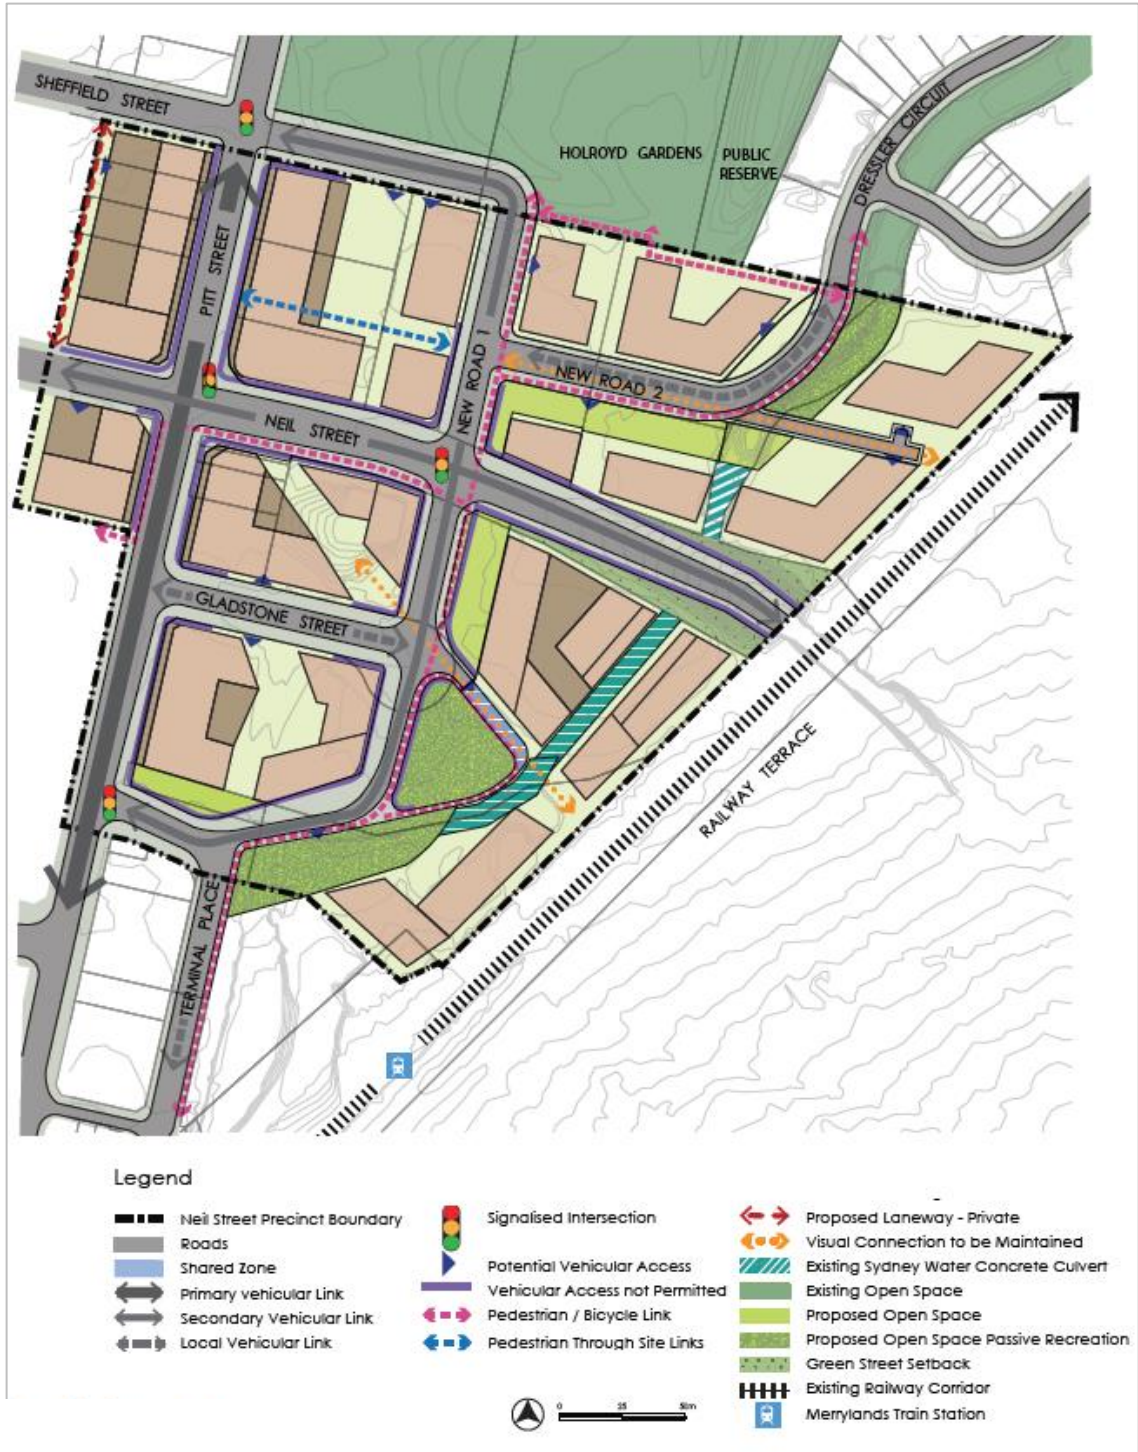 SHEFFIELD STREET
HOLROYD GARDENS PUBLIC
RESERVE
DRESSLER CIRCUIT
PITT STREET
NEW ROAD 1
NEW ROAD 2
NEIL STREET
GLADSTONE STREET
RAILWAY TERRACE
TERMINAL PLACE
Legend
Neil Street Precinct Boundary
Roads
Shared Zone
Primary vehicular Link
Secondary Vehicular Link
Local Vehicular Link
Signalised Intersection
Potential Vehicular Access
Vehicular Access not Permitted
Pedestrian / Bicycle Link
Pedestrian Through Site Links
Proposed Laneway - Private
Visual Connection to be Maintained
Existing Sydney Water Concrete Culvert
Existing Open Space
Proposed Open Space
Proposed Open Space Passive Recreation
Green Street Setback
Existing Railway Corridor
Merrylands Train Station
0 25 50m